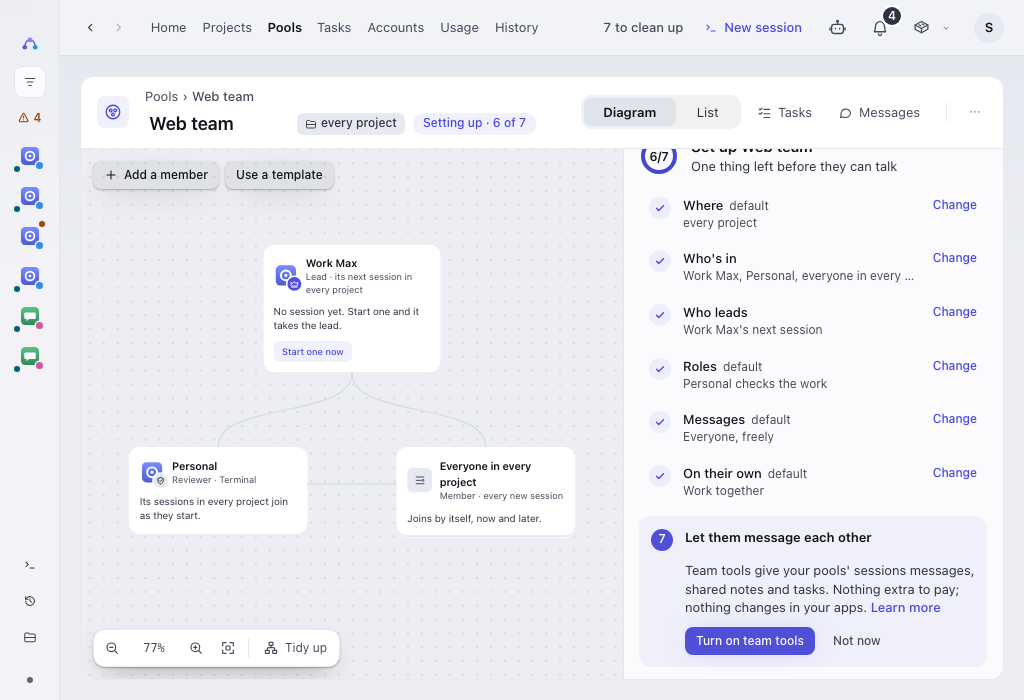 Home Projects Pools Tasks Accounts Usage History 7 to clean up New session 4 S
4
Pools › Web team
Web team every project Setting up · 6 of 7 Diagram List Tasks Messages
Add a member Use a template
Work Max
Lead · its next session in
every project
No session yet. Start one and it
takes the lead.
Start one now
Personal
Reviewer · Terminal
Its sessions in every project join
as they start.
Everyone in every
project
Member · every new session
Joins by itself, now and later.
77% Tidy up
6/7 Set up Web team
One thing left before they can talk
Where default Change
every project
Who's in Change
Work Max, Personal, everyone in every ...
Who leads Change
Work Max's next session
Roles default Change
Personal checks the work
Messages default Change
Everyone, freely
On their own default Change
Work together
7 Let them message each other
Team tools give your pools' sessions messages,
shared notes and tasks. Nothing extra to pay;
nothing changes in your apps. Learn more
Turn on team tools Not now